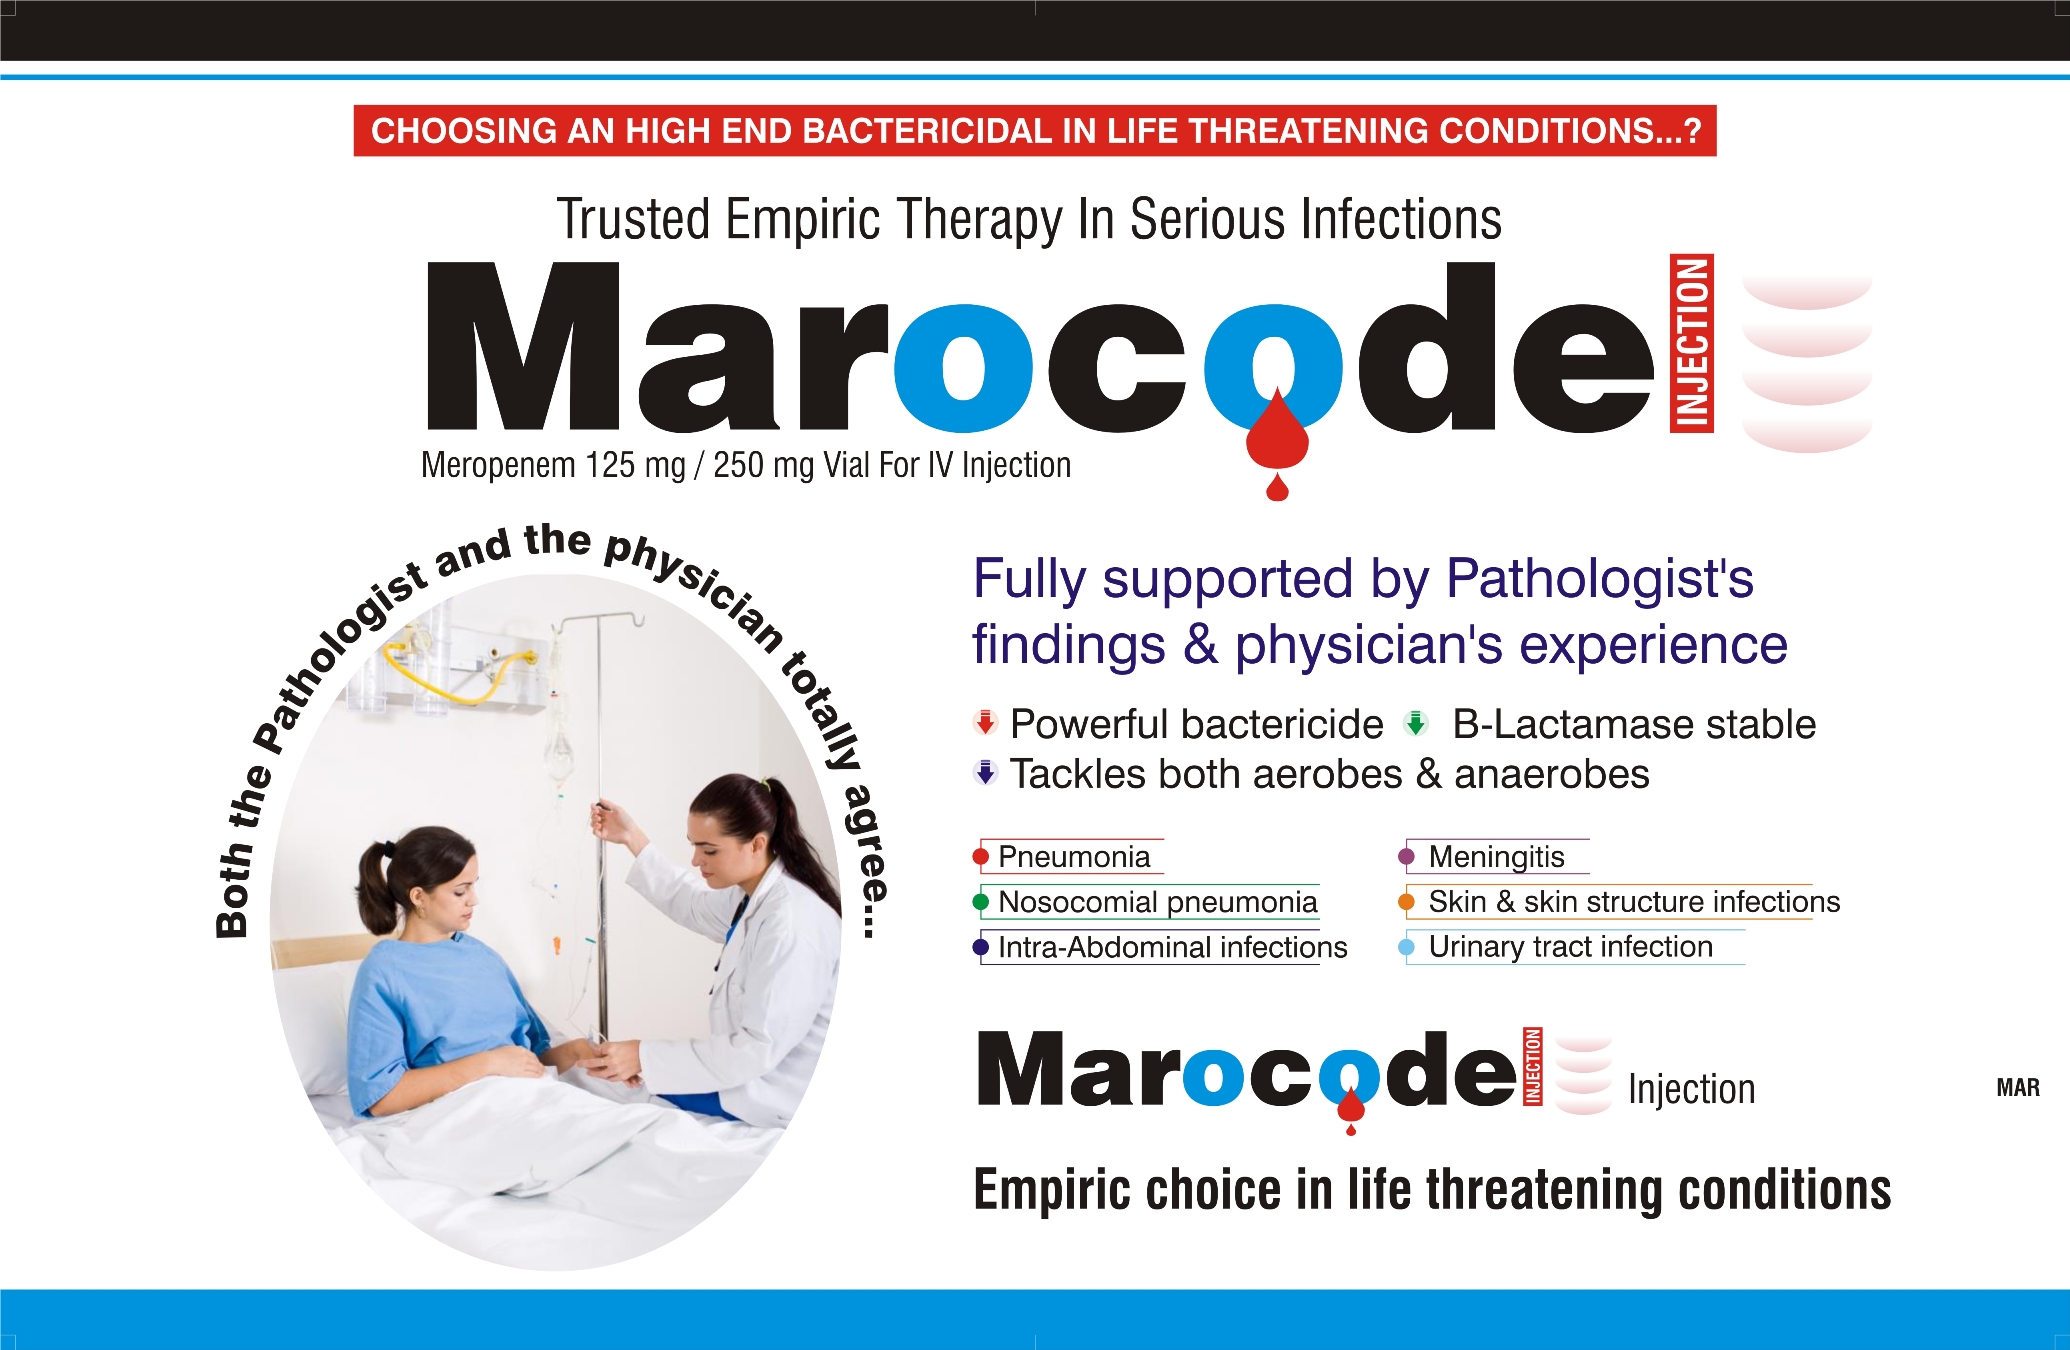 CHOOSING AN HIGH END BACTERICIDAL IN LIFE THREATENING CONDITIONS...?
Trusted Empiric Therapy In Serious Infections
Marocode INJECTION
Meropenem 125 mg / 250 mg Vial For IV Injection
Both the Pathologist and the physician totally agree...
Fully supported by Pathologist's
findings & physician's experience
Powerful bactericide B-Lactamase stable
Tackles both aerobes & anaerobes
Pneumonia
Nosocomial pneumonia
Intra-Abdominal infections
Meningitis
Skin & skin structure infections
Urinary tract infection
Marocode INJECTION Injection
MAR
Empiric choice in life threatening conditions